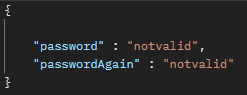 {
"password" : "notvalid",
"passwordAgain" : "notvalid"
}